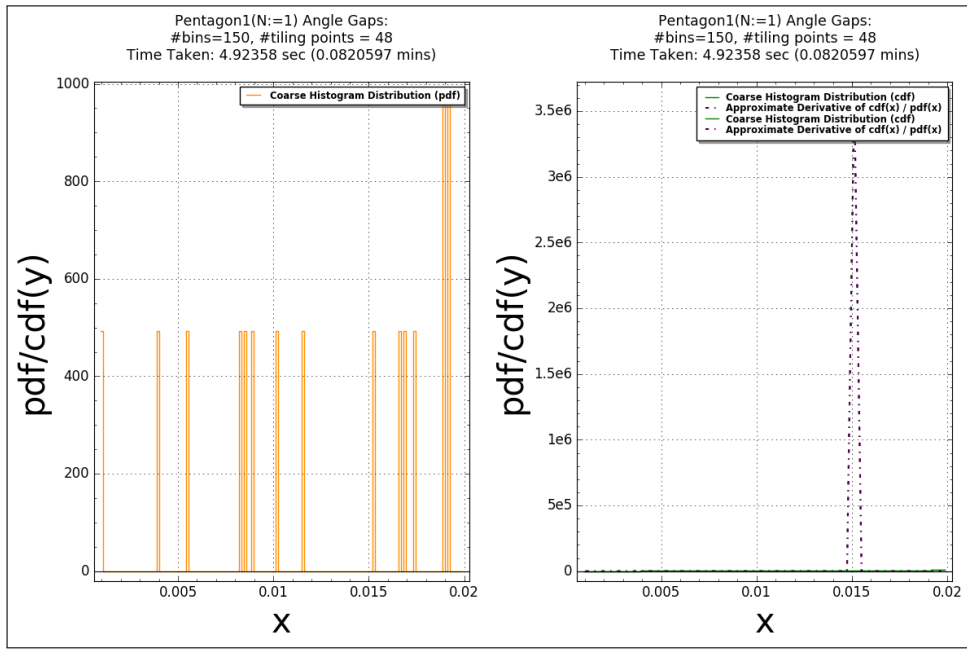 Pentagon1(N:=1) Angle Gaps:
#bins=150, #tiling points = 48
Time Taken: 4.92358 sec (0.0820597 mins)
Coarse Histogram Distribution (pdf)
1000
800
600
400
200
0
pdf/cdf(y)
0.005
0.01
0.015
0.02
x
Pentagon1(N:=1) Angle Gaps:
#bins=150, #tiling points = 48
Time Taken: 4.92358 sec (0.0820597 mins)
Coarse Histogram Distribution (cdf)
Approximate Derivative of cdf(x) / pdf(x)
Coarse Histogram Distribution (cdf)
Approximate Derivative of cdf(x) / pdf(x)
3.5e6
3e6
2.5e6
2e6
1.5e6
1e6
5e5
0
pdf/cdf(y)
0.005
0.01
0.015
0.02
x